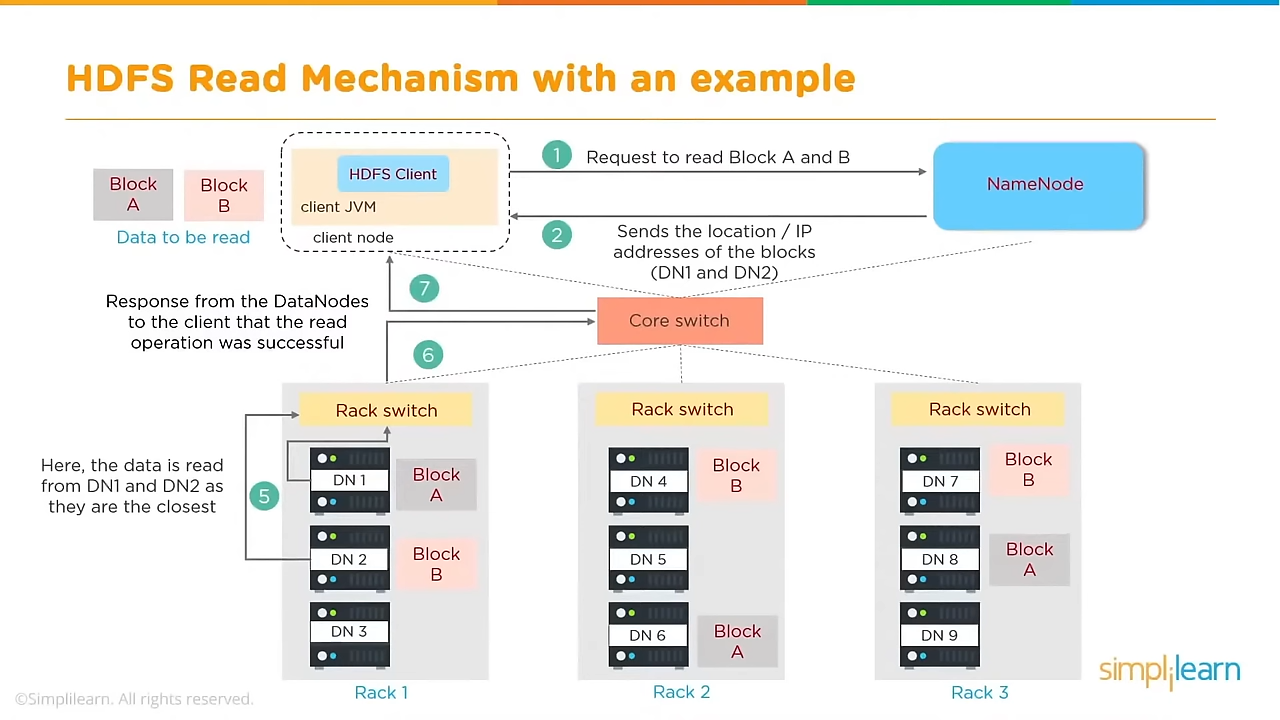 HDFS Read Mechanism with an example
Block
A
Block
B
Data to be read
HDFS Client
client JVM
client node
1
Request to read Block A and B
NameNode
2
Sends the location / IP
addresses of the blocks
(DN1 and DN2)
7
Response from the DataNodes
to the client that the read
operation was successful
Core switch
6
Rack switch
Rack switch
Rack switch
Here, the data is read
from DN1 and DN2 as
they are the closest
5
DN 1
Block
A
DN 2
Block
B
DN 3
Rack 1
DN 4
Block
B
DN 5
DN 6
Block
A
Rack 2
DN 7
Block
B
DN 8
Block
A
DN 9
Rack 3
©Simplilearn. All rights reserved.
simplilearn